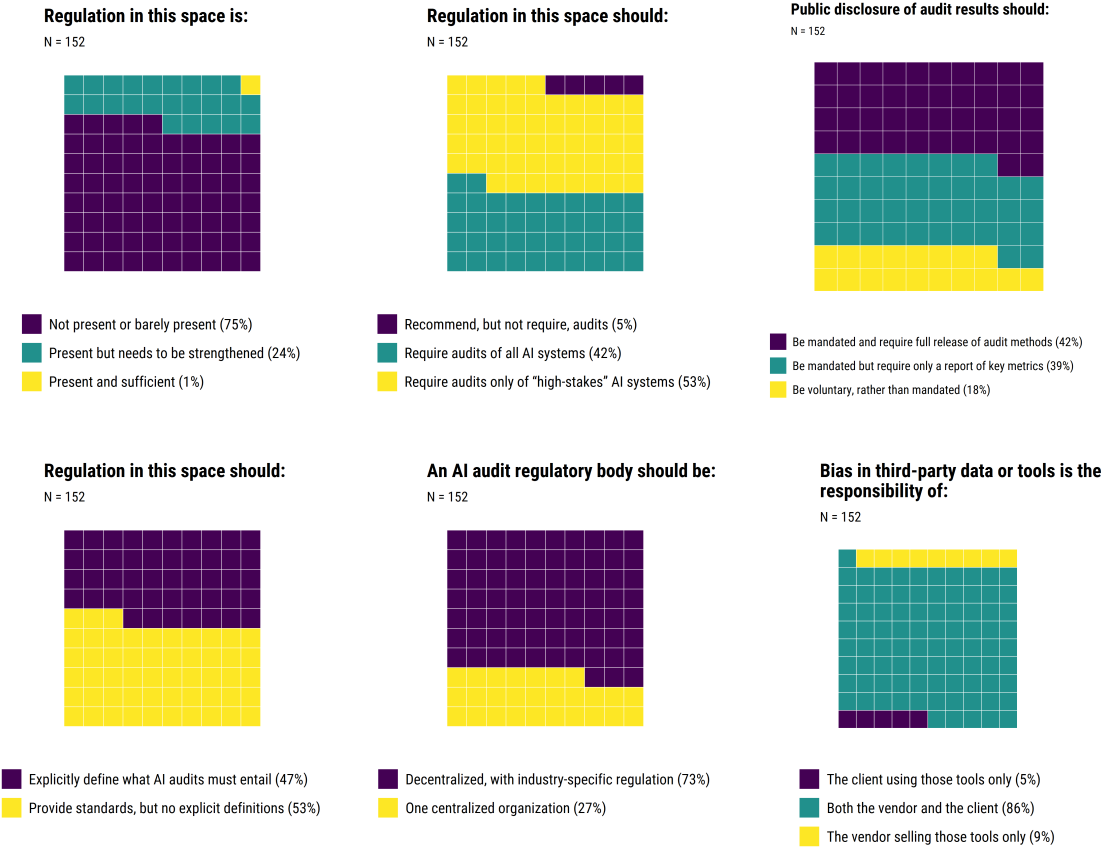 Regulation in this space is:
N = 152
Not present or barely present (75%)
Present but needs to be strengthened (24%)
Present and sufficient (1%)
Regulation in this space should:
N = 152
Recommend, but not require, audits (5%)
Require audits of all AI systems (42%)
Require audits only of “high-stakes” AI systems (53%)
Public disclosure of audit results should:
N = 152
Be mandated and require full release of audit methods (42%)
Be mandated but require only a report of key metrics (39%)
Be voluntary, rather than mandated (18%)
Regulation in this space should:
N = 152
Explicitly define what AI audits must entail (47%)
Provide standards, but no explicit definitions (53%)
An AI audit regulatory body should be:
N = 152
Decentralized, with industry-specific regulation (73%)
One centralized organization (27%)
Bias in third-party data or tools is the
responsibility of:
N = 152
The client using those tools only (5%)
Both the vendor and the client (86%)
The vendor selling those tools only (9%)